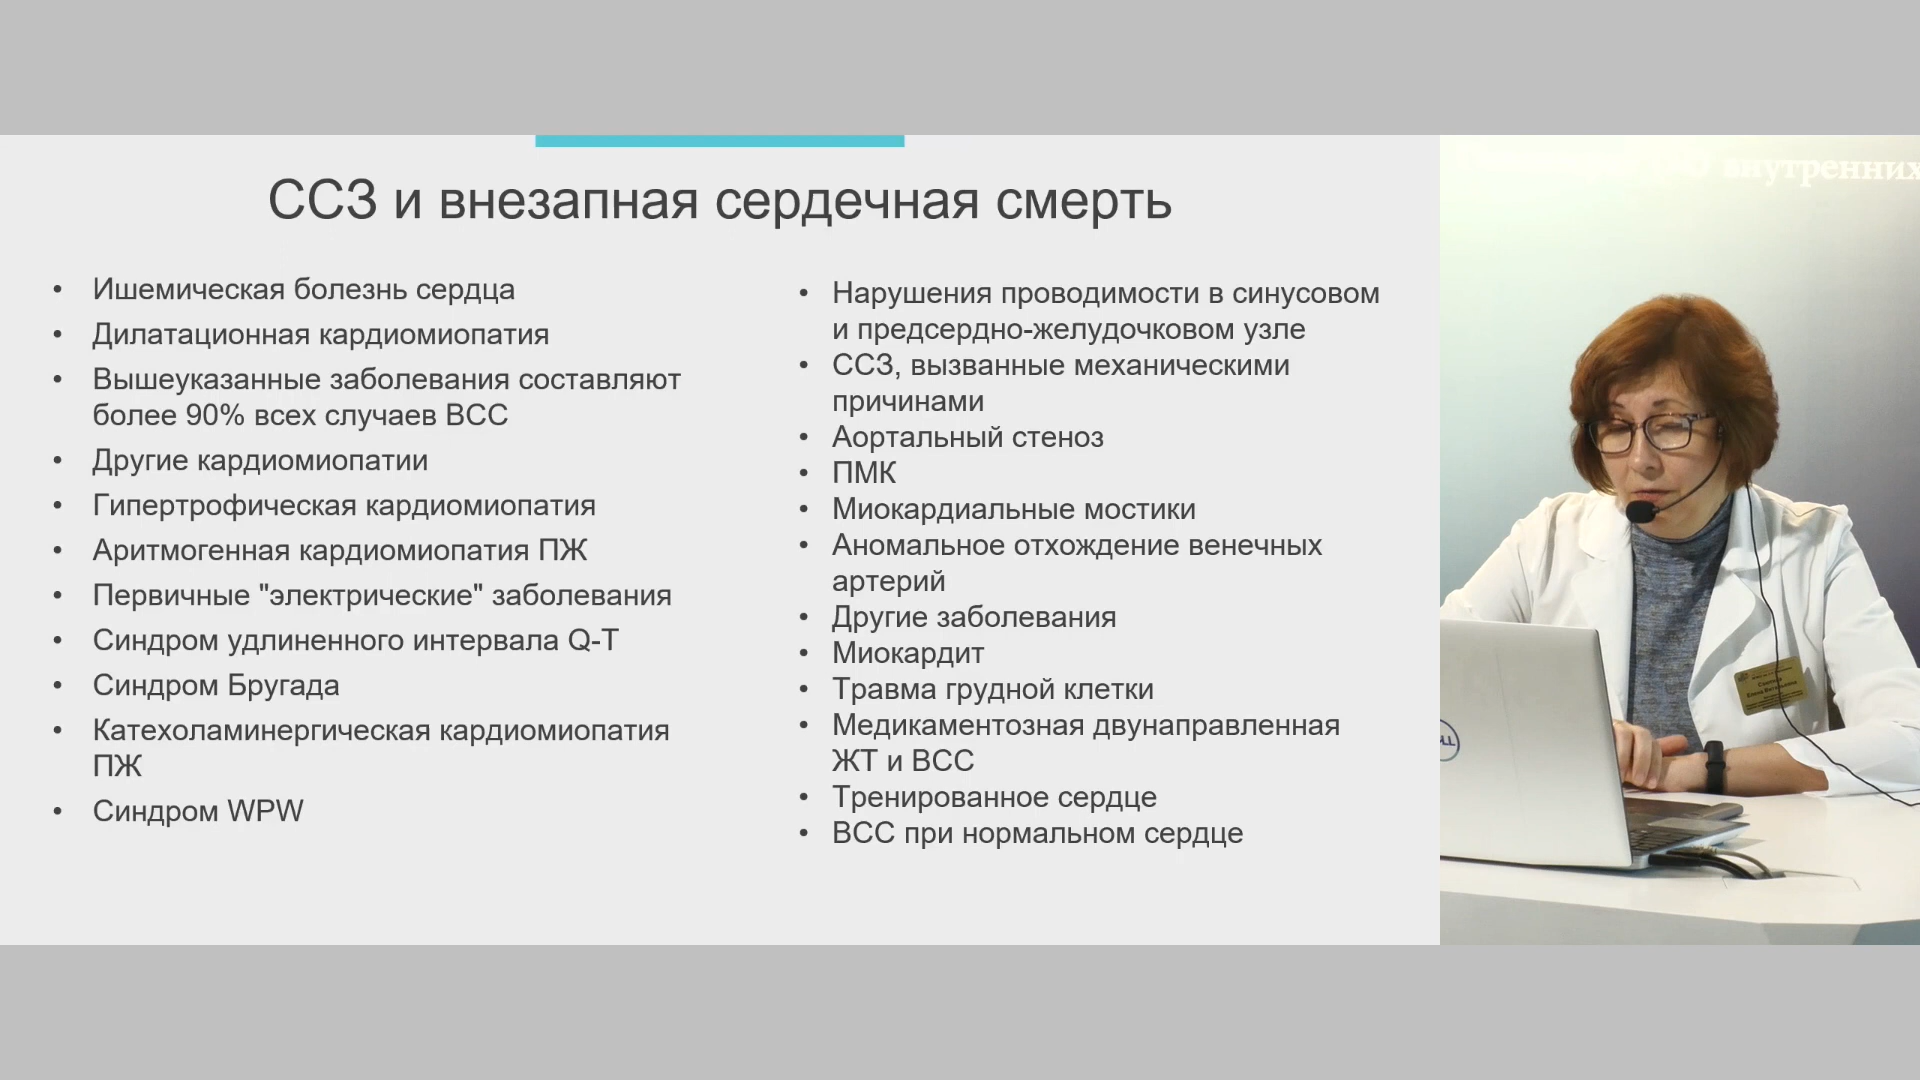 ССЗ и внезапная сердечная смерть
• Ишемическая болезнь сердца
• Дилатационная кардиомиопатия
• Вышеуказанные заболевания составляют
более 90% всех случаев ВСС
• Другие кардиомиопатии
• Гипертрофическая кардиомиопатия
• Аритмогенная кардиомиопатия ПЖ
• Первичные "электрические" заболевания
• Синдром удлиненного интервала Q-T
• Синдром Бругада
• Катехоламинергическая кардиомиопатия
ПЖ
• Синдром WPW
• Нарушения проводимости в синусовом
и предсердно-желудочковом узле
• ССЗ, вызванные механическими
причинами
• Аортальный стеноз
• ПМК
• Миокардиальные мостики
• Аномальное отхождение венечных
артерий
• Другие заболевания
• Миокардит
• Травма грудной клетки
• Медикаментозная двунаправленная
ЖТ и ВСС
• Тренированное сердце
• ВСС при нормальном сердце
внутренних